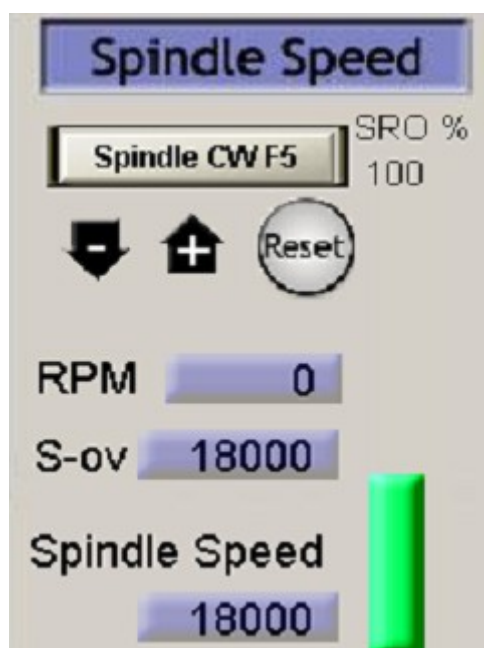 Spindle Speed
Spindle CW F5
SRO %
100
-
+
Reset
RPM 0
S-ov 18000
Spindle Speed
18000